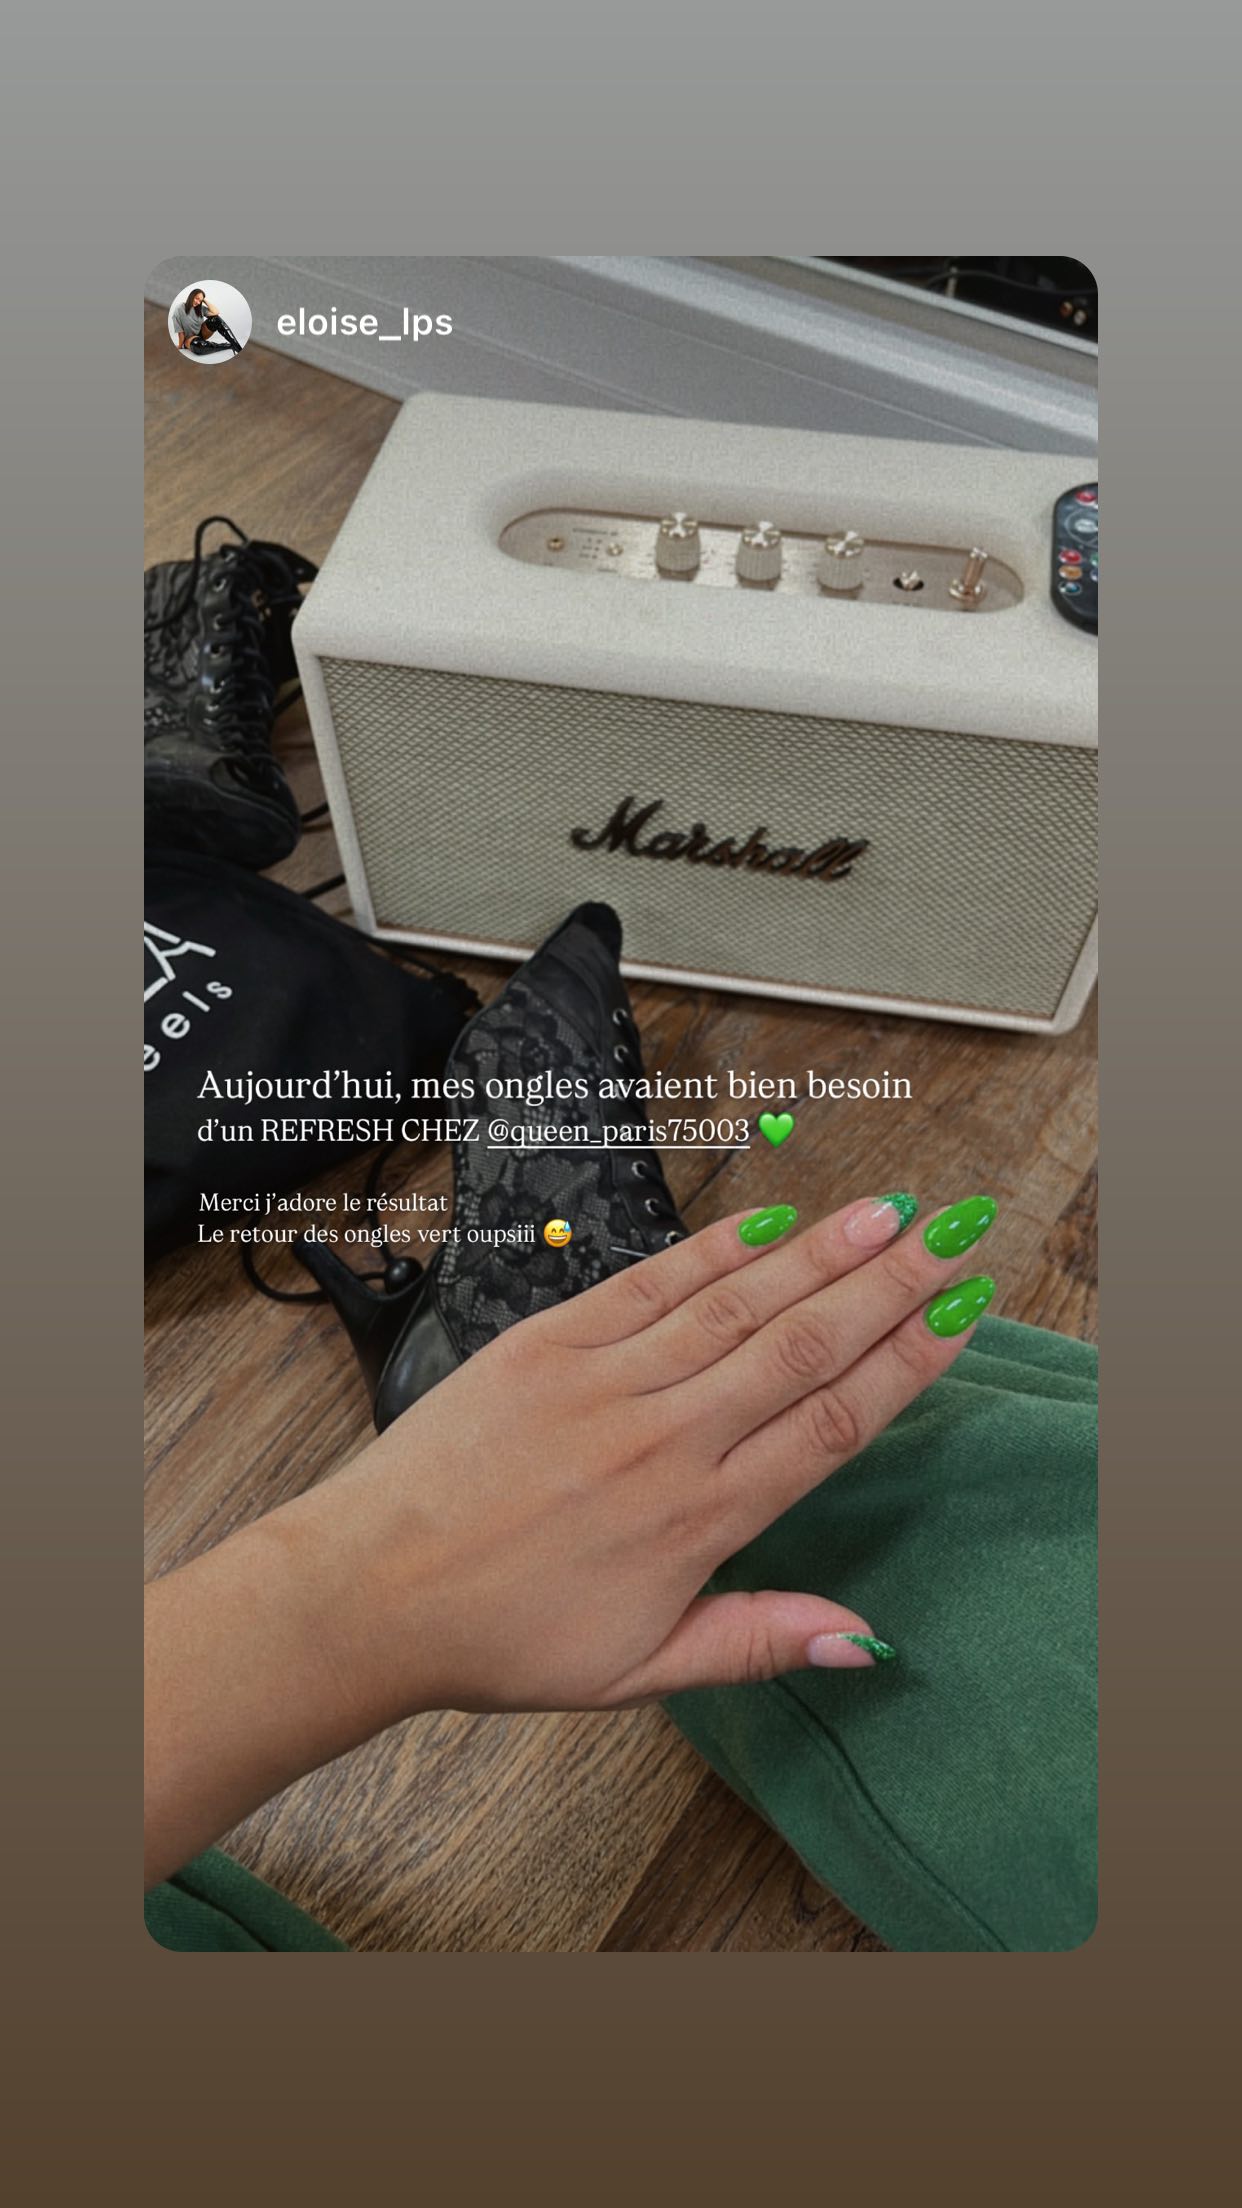 eloise_lps
Marshall
eels
Aujourd’hui, mes ongles avaient bien besoin
d’un REFRESH CHEZ @queen_paris75003 💚
Merci j’adore le résultat
Le retour des ongles vert oupsiii 😅